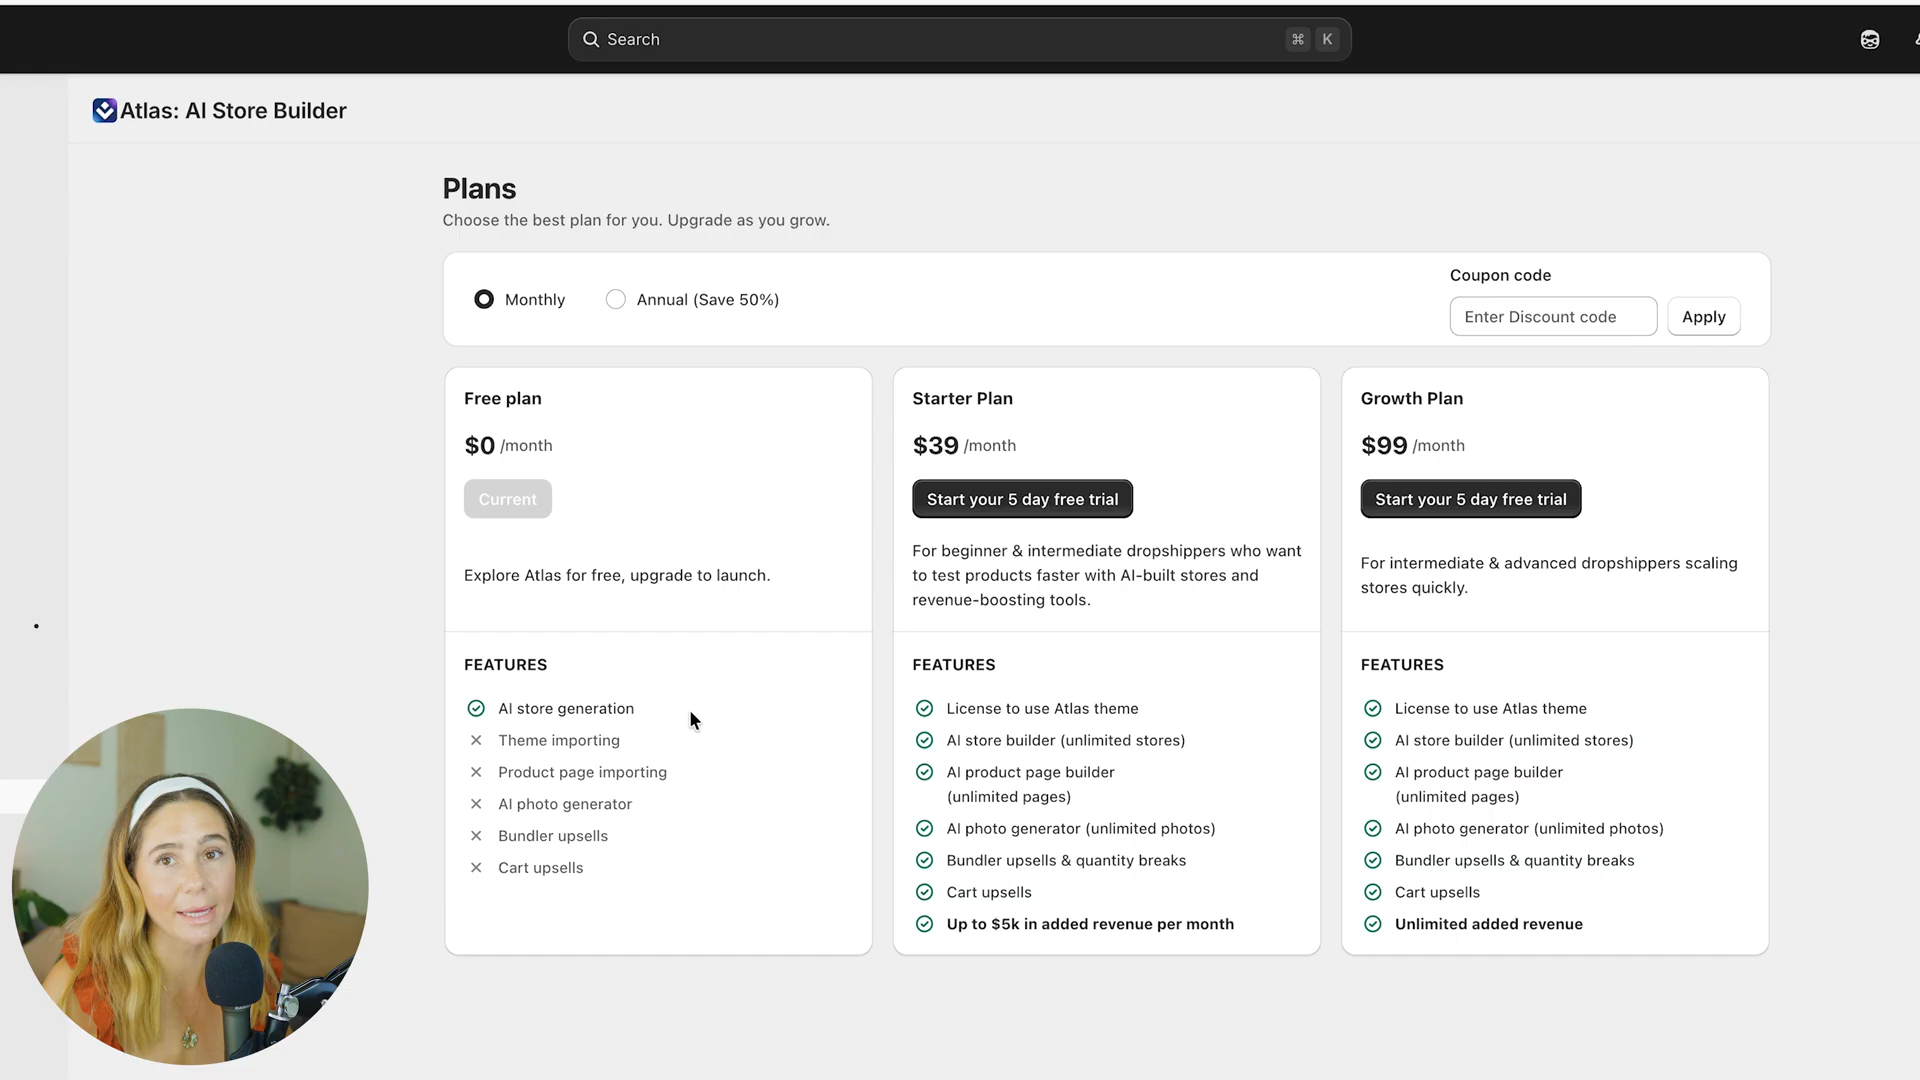 Search
⌘ K
Atlas: AI Store Builder
Plans
Choose the best plan for you. Upgrade as you grow.
Monthly
Annual (Save 50%)
Coupon code
Enter Discount code
Apply
Free plan
$0 /month
Current
Explore Atlas for free, upgrade to launch.
FEATURES
AI store generation
Theme importing
Product page importing
AI photo generator
Bundler upsells
Cart upsells
Starter Plan
$39 /month
Start your 5 day free trial
For beginner & intermediate dropshippers who want
to test products faster with AI-built stores and
revenue-boosting tools.
FEATURES
License to use Atlas theme
AI store builder (unlimited stores)
AI product page builder
(unlimited pages)
AI photo generator (unlimited photos)
Bundler upsells & quantity breaks
Cart upsells
Up to $5k in added revenue per month
Growth Plan
$99 /month
Start your 5 day free trial
For intermediate & advanced dropshippers scaling
stores quickly.
FEATURES
License to use Atlas theme
AI store builder (unlimited stores)
AI product page builder
(unlimited pages)
AI photo generator (unlimited photos)
Bundler upsells & quantity breaks
Cart upsells
Unlimited added revenue